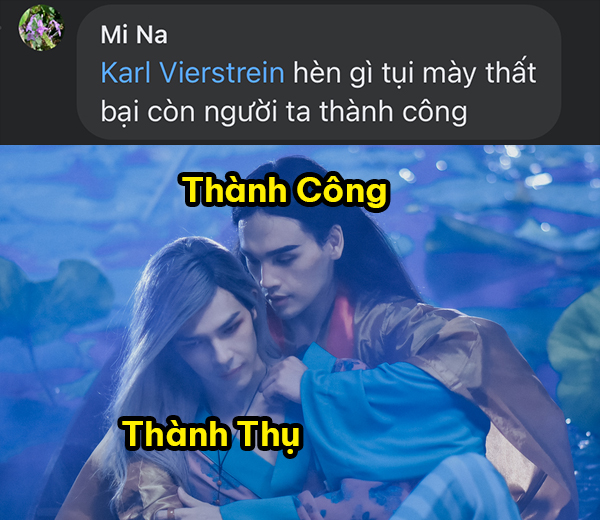 Mi Na
Karl Vierstrein hèn gì tụi mày thất
bại còn người ta thành công
Thành Công
Thành Thụ